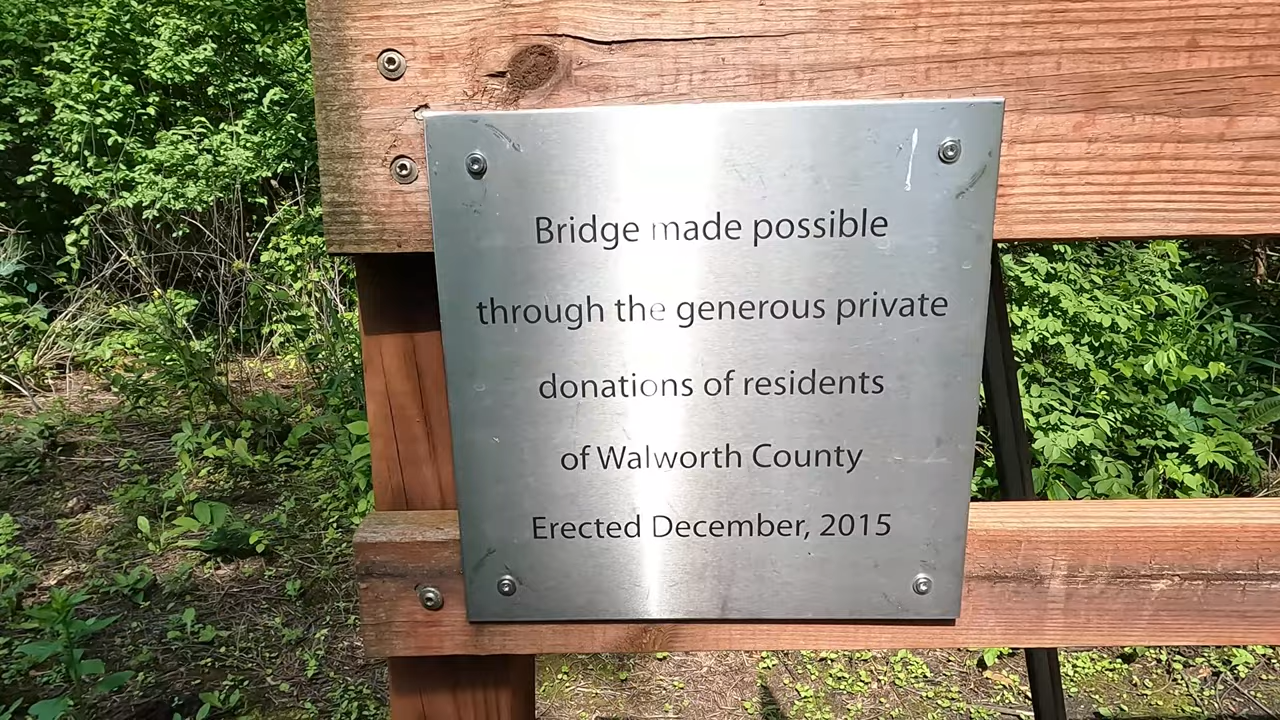 Bridge made possible
through the generous private
donations of residents
of Walworth County
Erected December, 2015